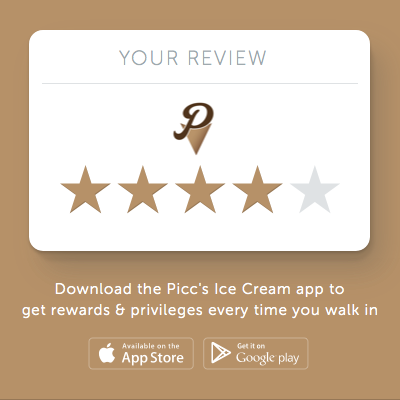 YOUR REVIEW
P
Download the Picc's Ice Cream app to
get rewards & privileges every time you walk in
Available on the
App Store
Get it on
Google play